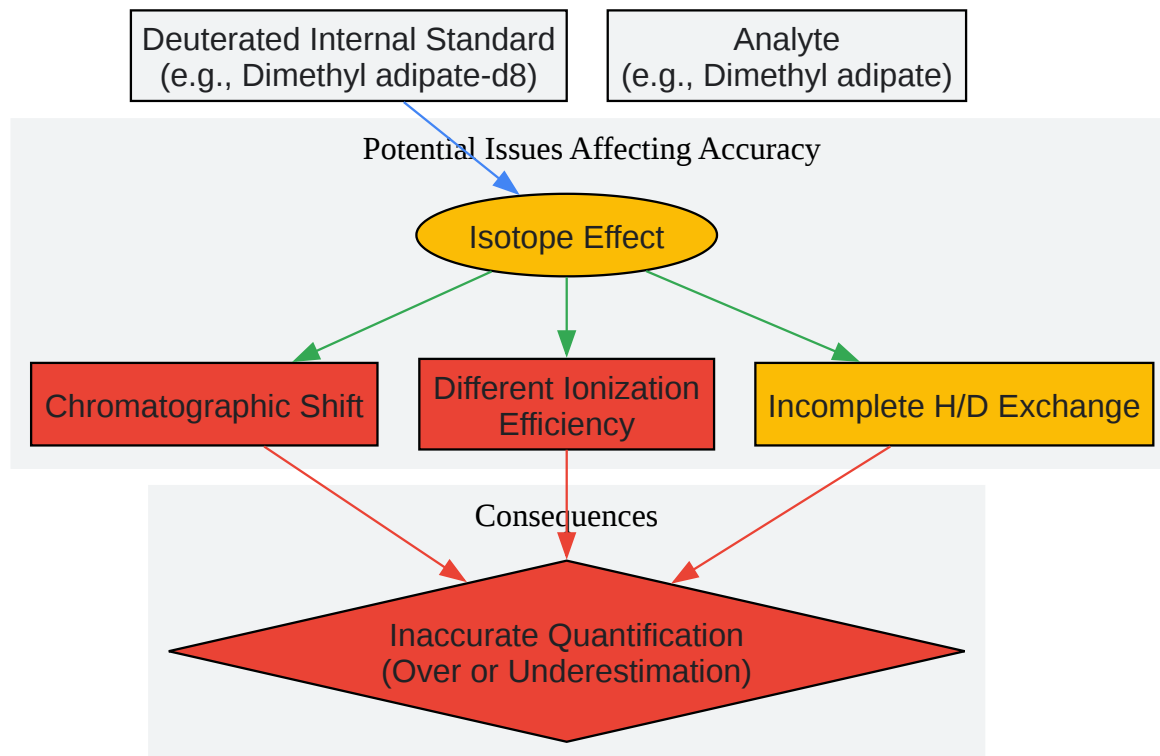 Deuterated Internal Standard
(e.g., Dimethyl adipate-d8)
Analyte
(e.g., Dimethyl adipate)
Potential Issues Affecting Accuracy
Isotope Effect
Chromatographic Shift
Different Ionization
Efficiency
Incomplete H/D Exchange
Consequences
Inaccurate Quantification
(Over or Underestimation)